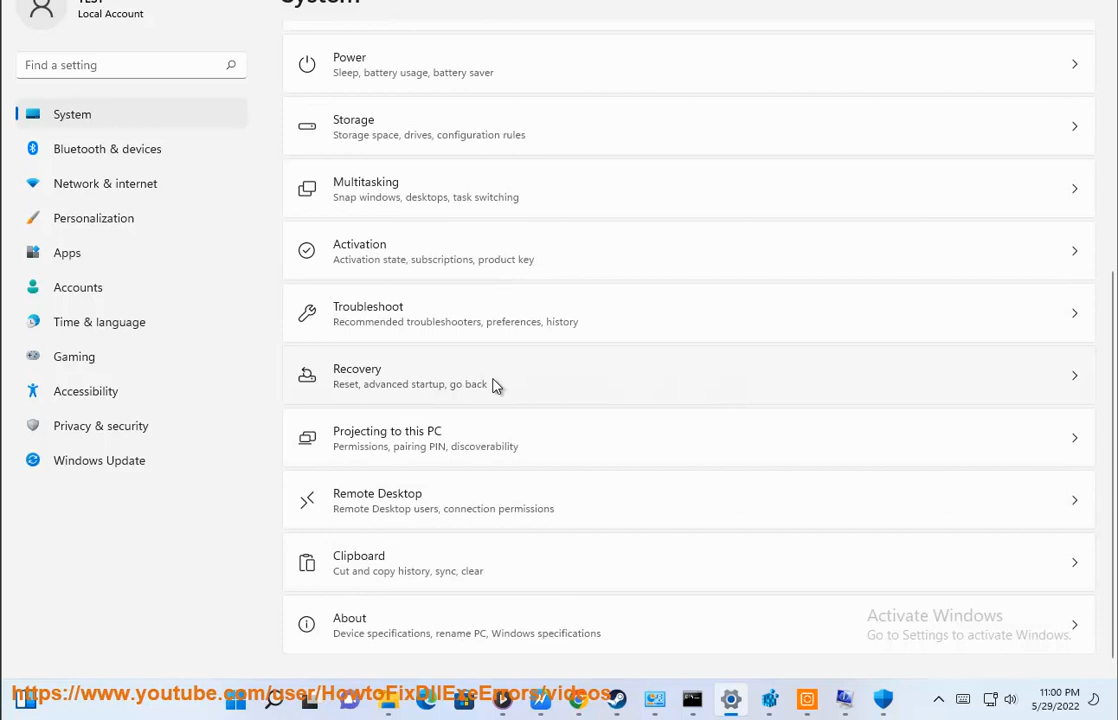 TEST
System
Local Account
Find a setting
System
Bluetooth & devices
Network & internet
Personalization
Apps
Accounts
Time & language
Gaming
Accessibility
Privacy & security
Windows Update
Power
Sleep, battery usage, battery saver
Storage
Storage space, drives, configuration rules
Multitasking
Snap windows, desktops, task switching
Activation
Activation state, subscriptions, product key
Troubleshoot
Recommended troubleshooters, preferences, history
Recovery
Reset, advanced startup, go back
Projecting to this PC
Permissions, pairing PIN, discoverability
Remote Desktop
Remote Desktop users, connection permissions
Clipboard
Cut and copy history, sync, clear
About
Device specifications, rename PC, Windows specifications
Activate Windows
Go to Settings to activate Windows.
https://www.youtube.com/user/HowtoFixDllExeErrors/videos
11:00 PM
5/29/2022